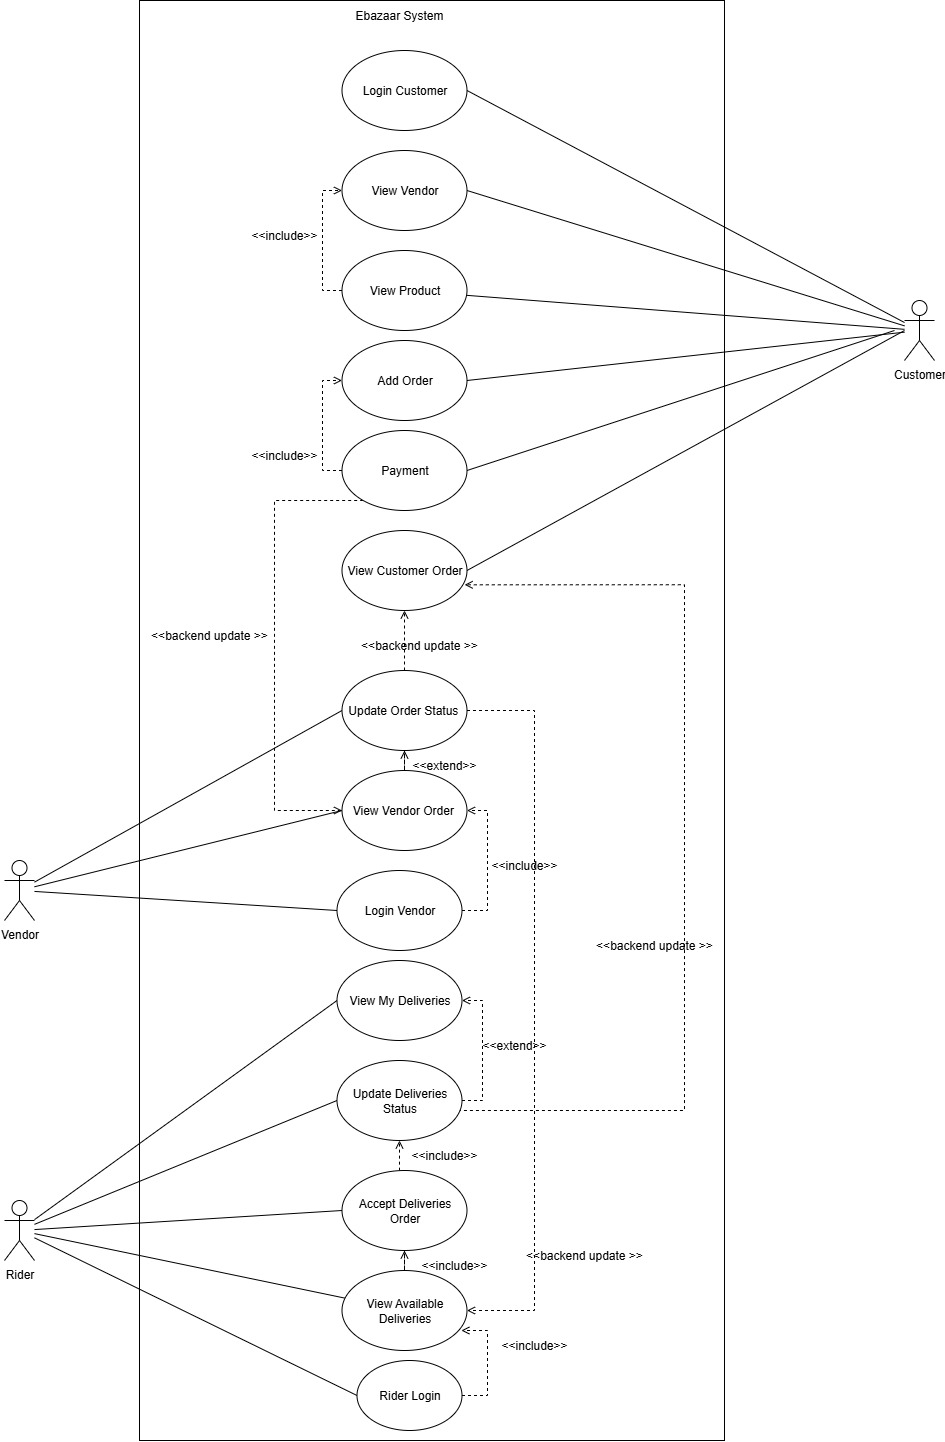 Ebazaar System
Login Customer
View Vendor
<<include>>
View Product
Customer
Add Order
<<include>>
Payment
View Customer Order
<<backend update >>
<<backend update >>
Update Order Status
<<extend>>
View Vendor Order
<<include>>
Login Vendor
Vendor
<<backend update >>
View My Deliveries
<<extend>>
Update Deliveries
Status
<<include>>
Accept Deliveries
Order
<<backend update >>
<<include>>
Rider
View Available
Deliveries
<<include>>
Rider Login